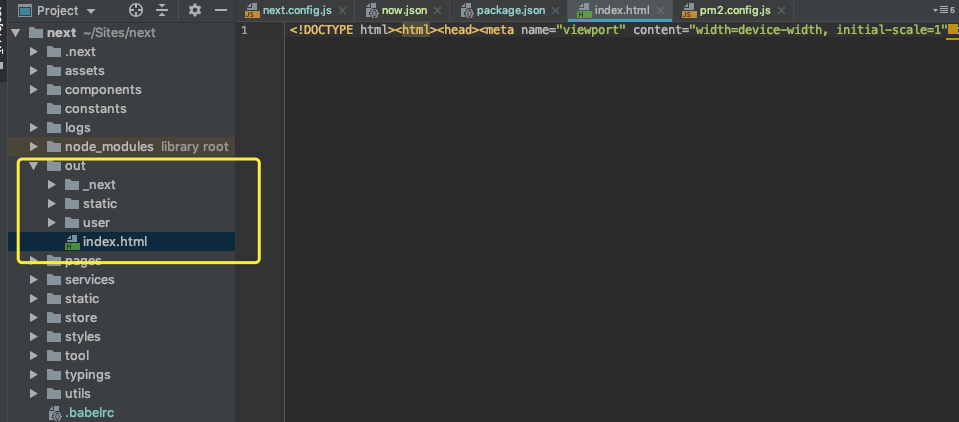 Project
next.config.js
now.json
package.json
index.html
pm2.config.js
6
next ~/Sites/next
.next
assets
components
constants
logs
node_modules library root
out
_next
static
user
index.html
pages
services
static
store
styles
tool
typings
utils
.babelrc
1
<!DOCTYPE html><html><head><meta name="viewport" content="width=device-width, initial-scale=1"